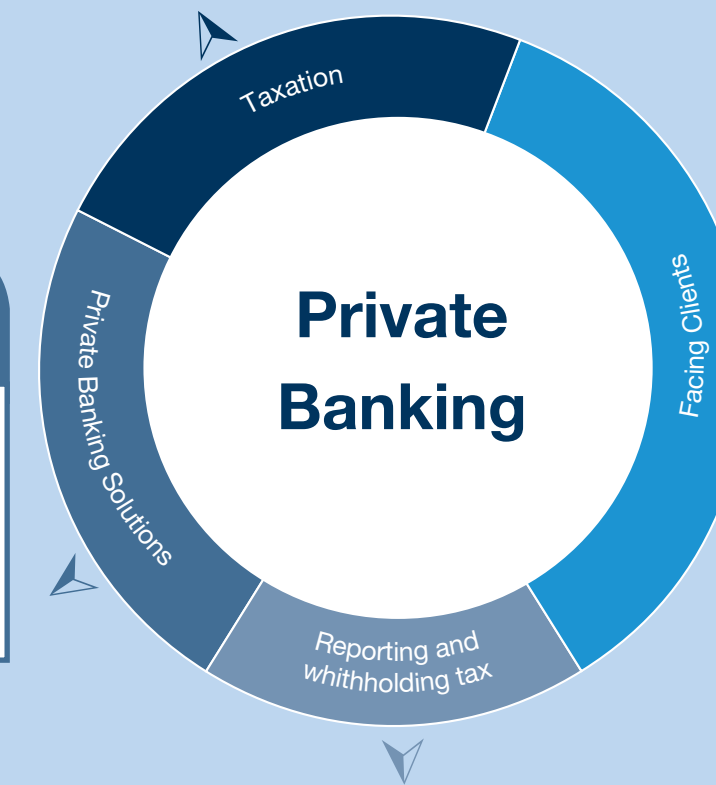 Taxation
Facing Clients
Private
Banking
Private Banking Solutions
Reporting and
whithholding tax